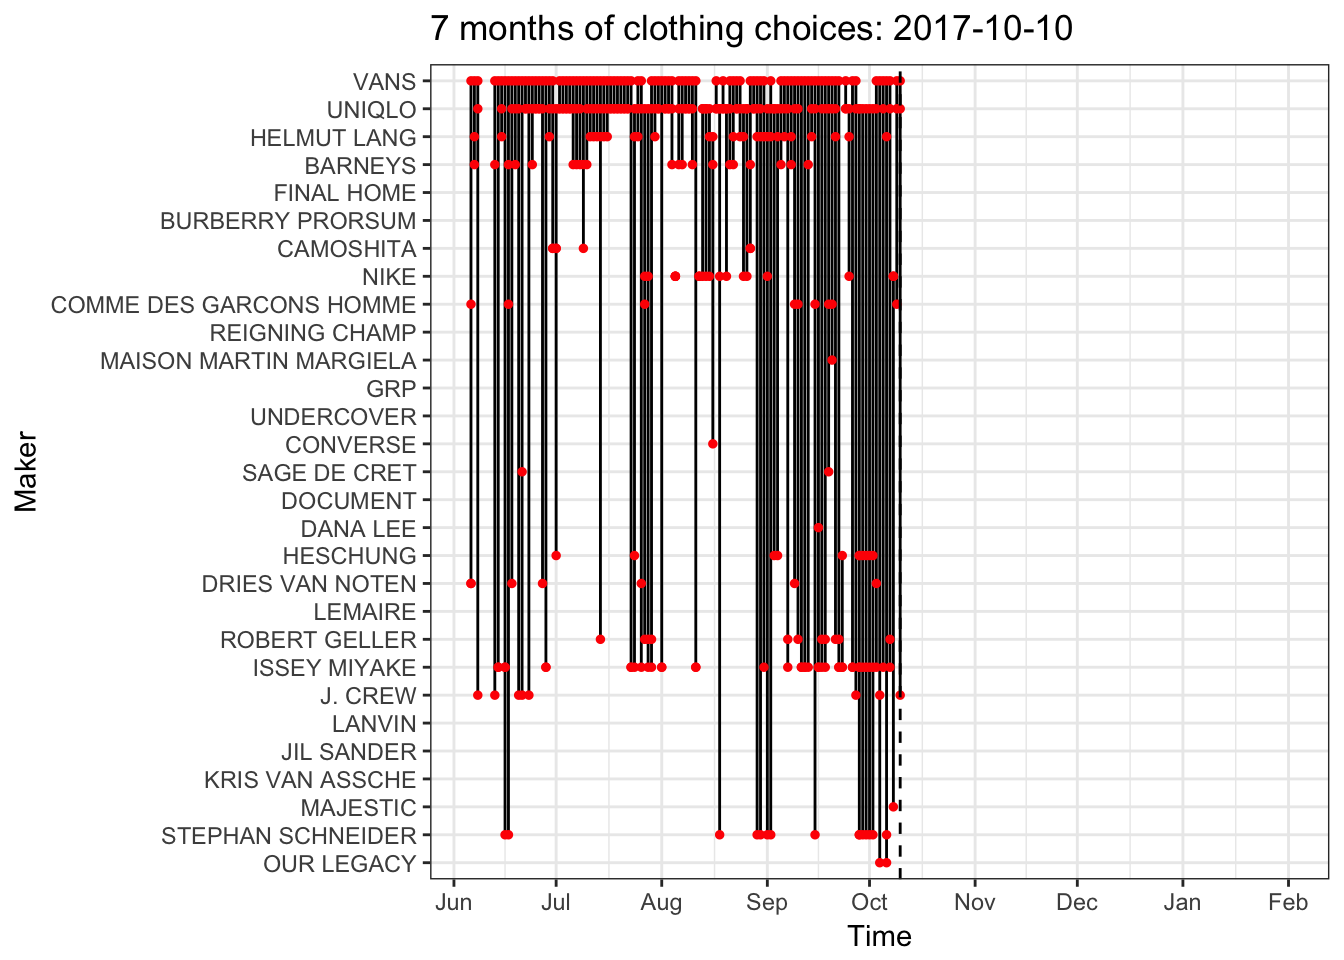 7 months of clothing choices: 2017-10-10
VANS
UNIQLO
HELMUT LANG
BARNEYS
FINAL HOME
BURBERRY PRORSUM
CAMOSHITA
NIKE
COMME DES GARCONS HOMME
REIGNING CHAMP
MAISON MARTIN MARGIELA
GRP
UNDERCOVER
CONVERSE
SAGE DE CRET
DOCUMENT
DANA LEE
HESCHUNG
DRIES VAN NOTEN
LEMAIRE
ROBERT GELLER
ISSEY MIYAKE
J. CREW
LANVIN
JIL SANDER
KRIS VAN ASSCHE
MAJESTIC
STEPHAN SCHNEIDER
OUR LEGACY
Maker
Jun Jul Aug Sep Oct Nov Dec Jan Feb
Time